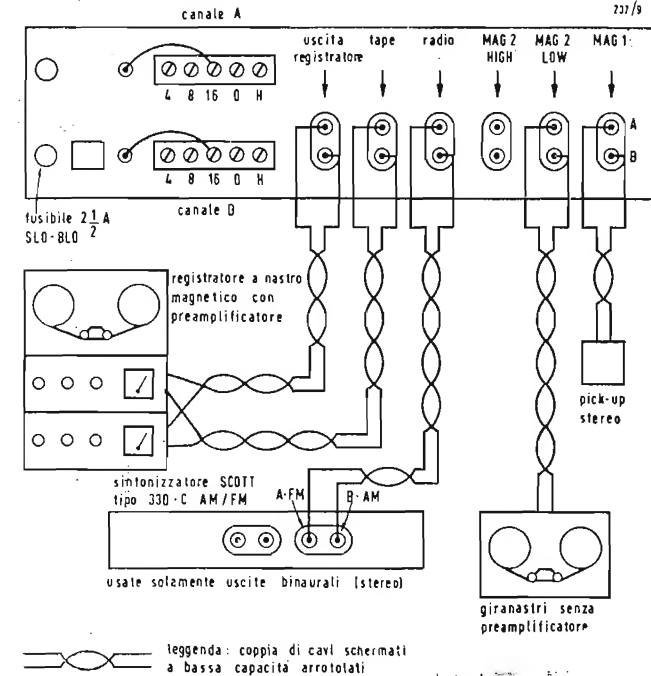 canale A
237/9
uscita registratore
tape
radio
MAG 2 HIGH
MAG 2 LOW
MAG 1
4 8 16 0 H
A
B
4 8 16 0 H
canale B
fusibile 2 1/2 A
SLO-BLO
registratore a nastro
magnetico con
preamplificatore
pick-up
stereo
sintonizzatore SCOTT
tipo 330-C AM/FM
A-FM
B-AM
usate solamente uscite binaurali (stereo)
giranastri senza
preamplificatore
leggenda: coppia di cavi schermati
a bassa capacità arrotolati